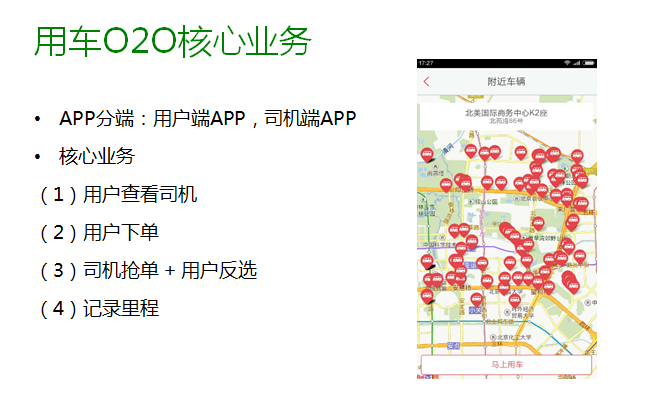 用车O2O核心业务
• APP分端：用户端APP，司机端APP
• 核心业务
（1）用户查看司机
（2）用户下单
（3）司机抢单 + 用户反选
（4）记录里程
17:27
附近车辆
北美国际商务中心K2座
北苑路86号
清河
马上用车